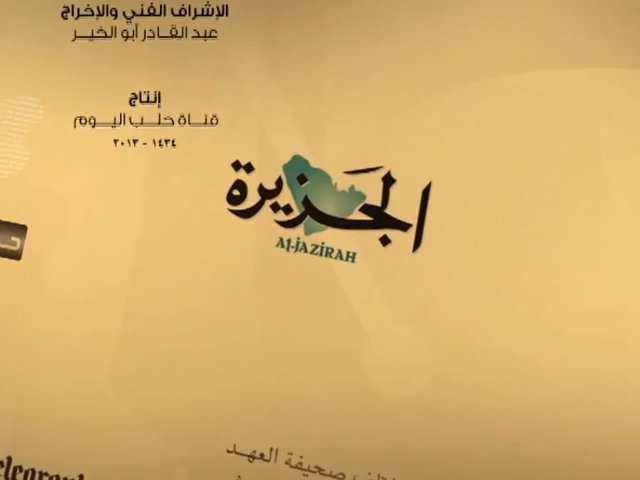 الإشراف الفني والإخراج
عبد القادر أبو الخير
إنتاج
قناة حلب اليوم
١٤٣٤ - ٢٠١٣
الجزيرة
Al-JAZIRAH
صحيفة العهد